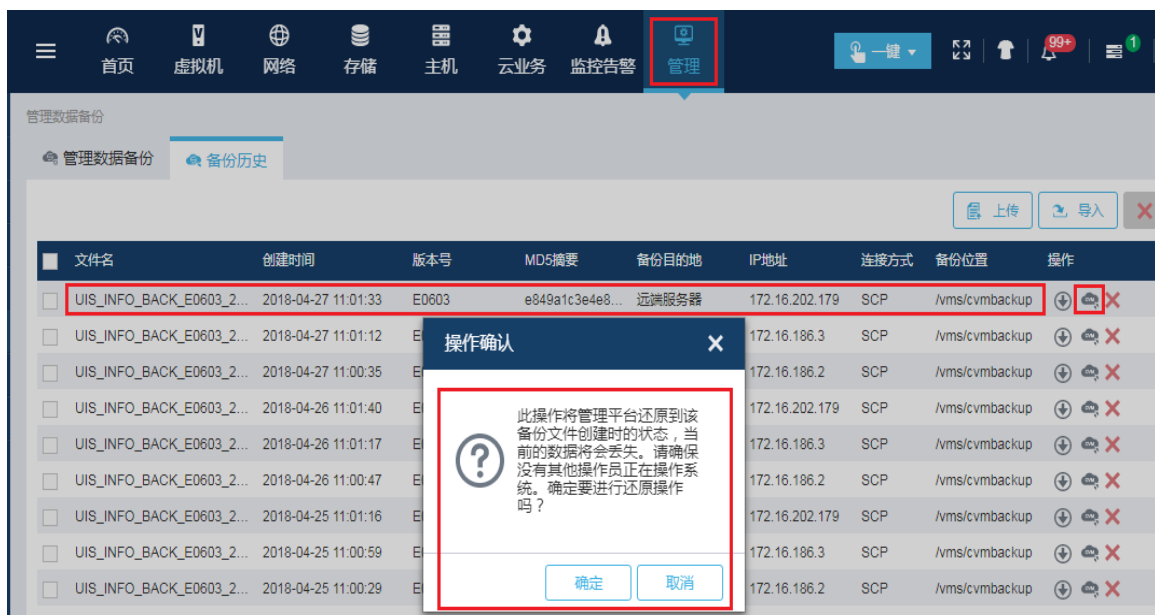 首页 虚拟机 网络 存储 主机 云业务 监控告警 管理 一键 99+ 1
管理数据备份
管理数据备份 备份历史
上传 导入
文件名 创建时间 版本号 MD5摘要 备份目的地 IP地址 连接方式 备份位置 操作
UIS_INFO_BACK_E0603_2... 2018-04-27 11:01:33 E0603 e849a1c3e4e8... 远端服务器 172.16.202.179 SCP /vms/cvmbackup
UIS_INFO_BACK_E0603_2... 2018-04-27 11:01:12 172.16.186.3 SCP /vms/cvmbackup
UIS_INFO_BACK_E0603_2... 2018-04-27 11:00:35 172.16.186.2 SCP /vms/cvmbackup
UIS_INFO_BACK_E0603_2... 2018-04-26 11:01:40 172.16.202.179 SCP /vms/cvmbackup
UIS_INFO_BACK_E0603_2... 2018-04-26 11:01:17 172.16.186.3 SCP /vms/cvmbackup
UIS_INFO_BACK_E0603_2... 2018-04-26 11:00:47 172.16.186.2 SCP /vms/cvmbackup
UIS_INFO_BACK_E0603_2... 2018-04-25 11:01:16 172.16.202.179 SCP /vms/cvmbackup
UIS_INFO_BACK_E0603_2... 2018-04-25 11:00:59 172.16.186.3 SCP /vms/cvmbackup
UIS_INFO_BACK_E0603_2... 2018-04-25 11:00:29 172.16.186.2 SCP /vms/cvmbackup
操作确认
此操作将管理平台还原到该
备份文件创建时的状态，当
前的数据将会丢失。请确保
没有其他操作员正在操作系
统。确定要进行还原操作
吗？
确定 取消